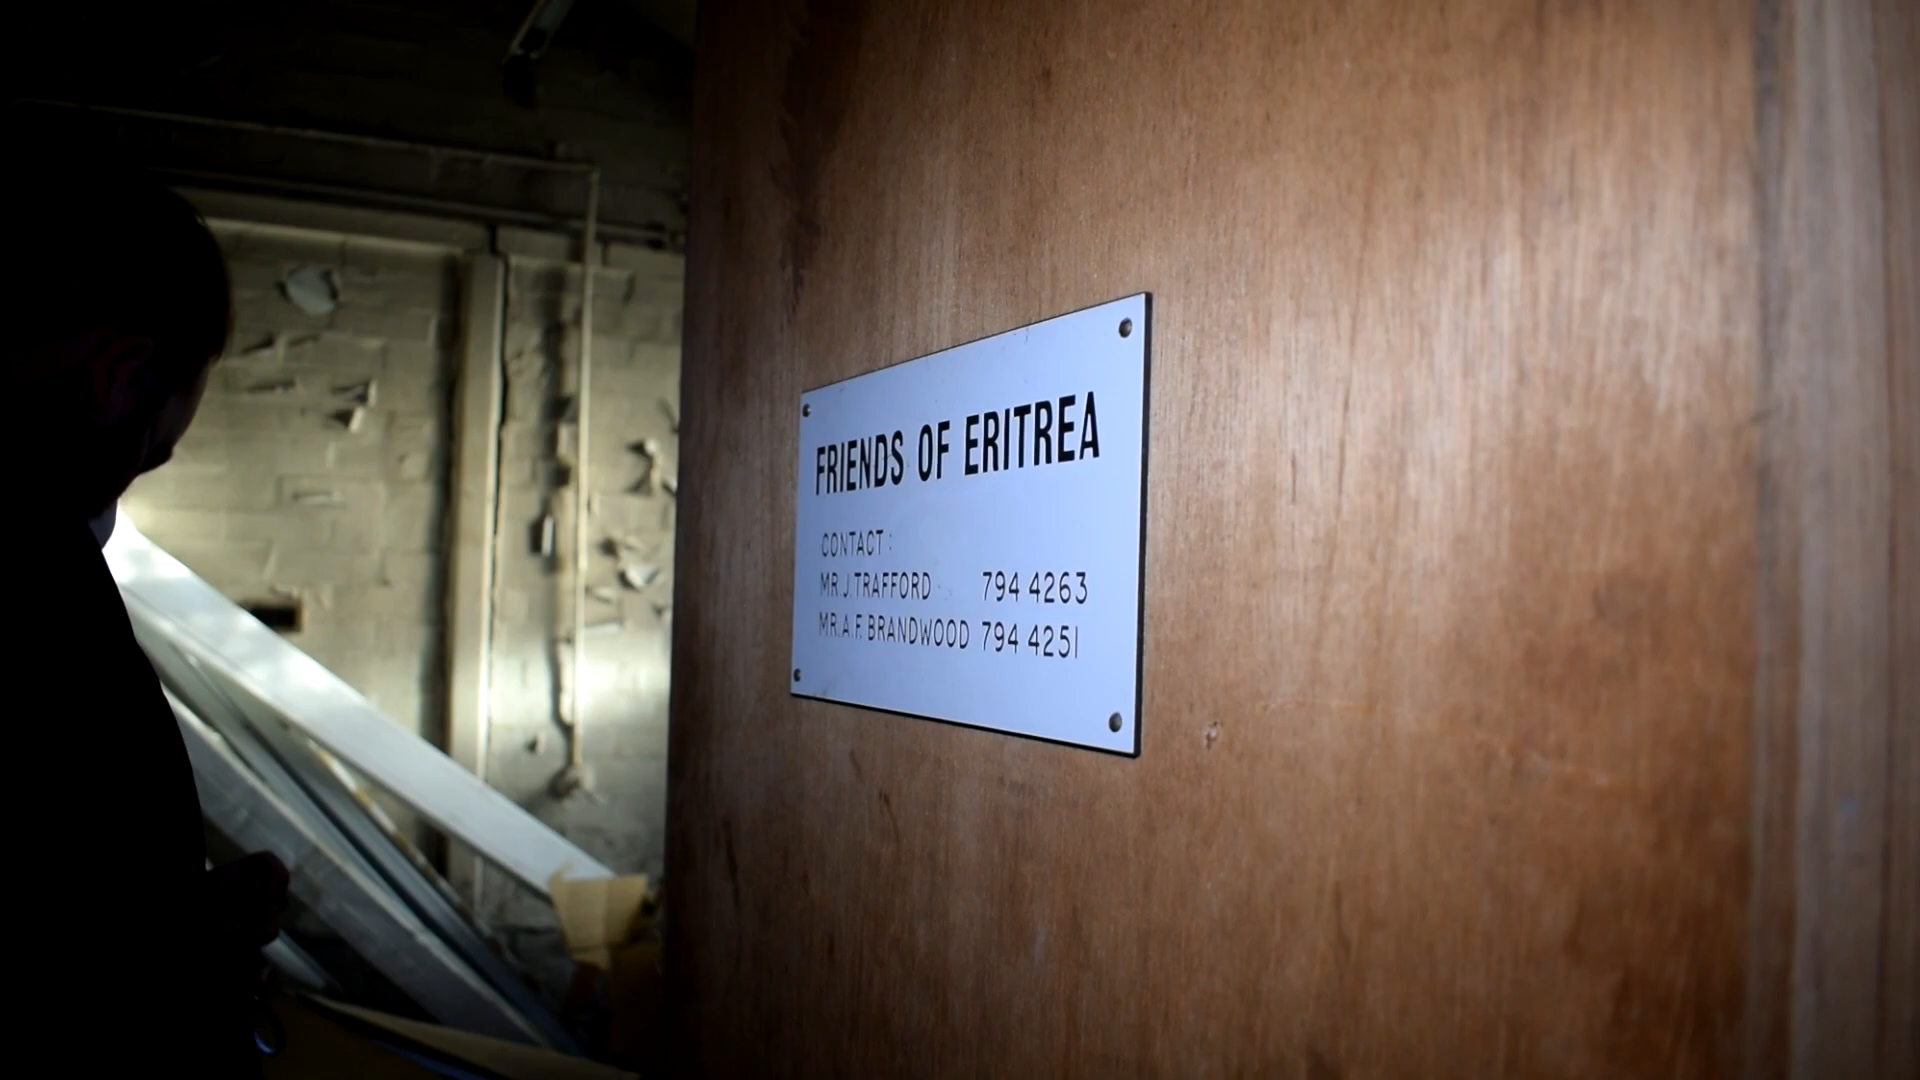 FRIENDS OF ERITREA
CONTACT:
MR J. TRAFFORD 794 4263
MR. A.F. BRANDWOOD 794 4251